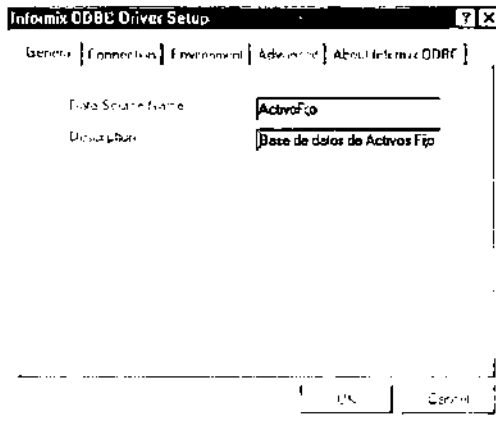 Informix ODBC Driver Setup
General Connection Environment Advanced About Informix ODBC
Data Source Name ActivoFijo
Description Base de datos de Activos Fijo
OK Cancel